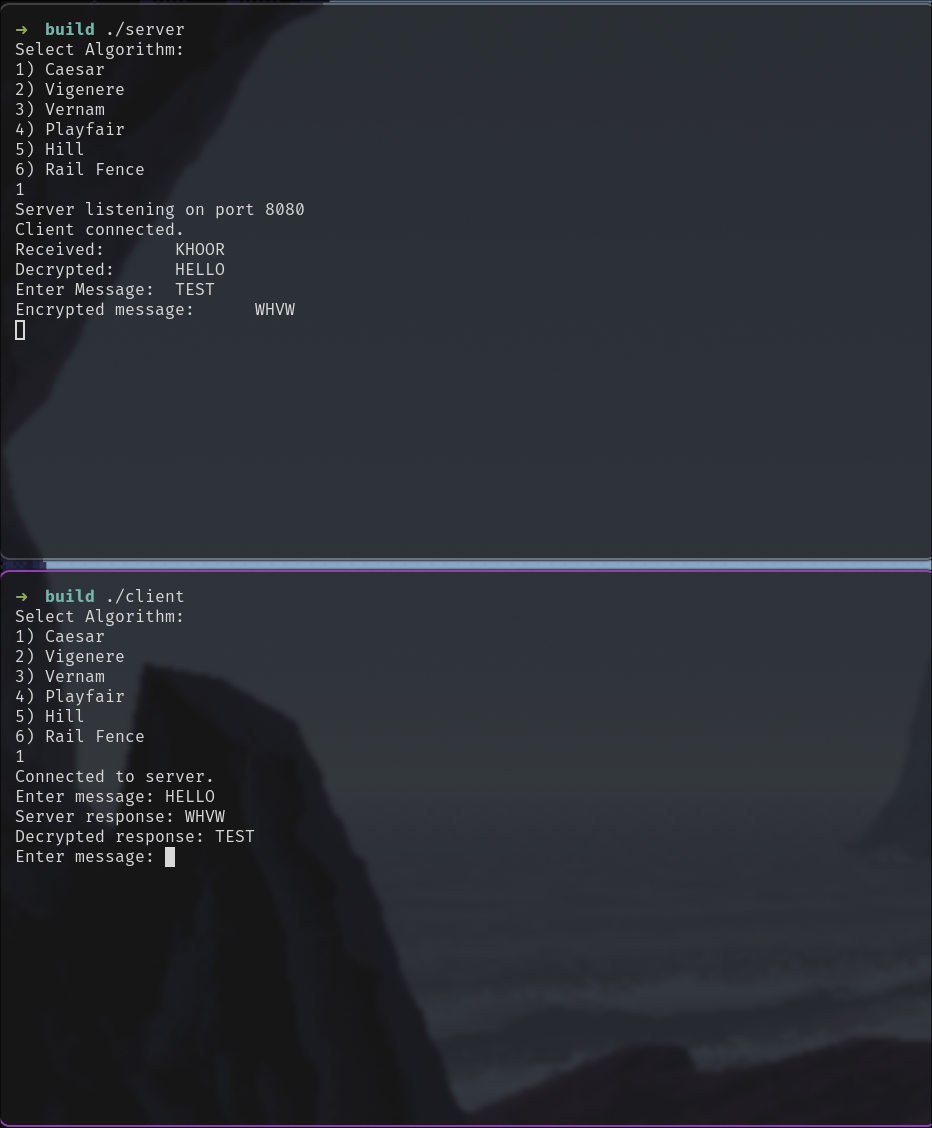 ➜  build ./server
Select Algorithm:
1) Caesar
2) Vigenere
3) Vernam
4) Playfair
5) Hill
6) Rail Fence
1
Server listening on port 8080
Client connected.
Received:       KHOOR
Decrypted:      HELLO
Enter Message:  TEST
Encrypted message:      WHVW
➜  build ./client
Select Algorithm:
1) Caesar
2) Vigenere
3) Vernam
4) Playfair
5) Hill
6) Rail Fence
1
Connected to server.
Enter message: HELLO
Server response: WHVW
Decrypted response: TEST
Enter message: